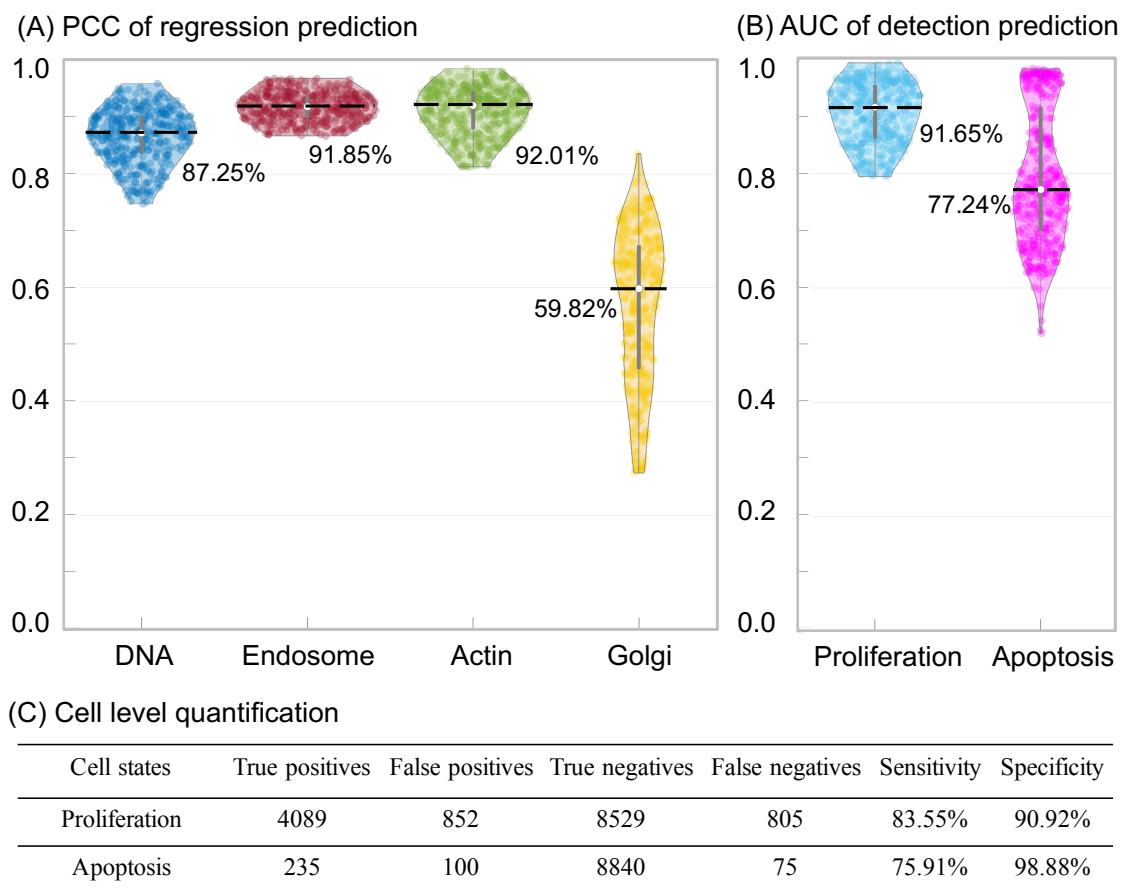 (A) PCC of regression prediction
1.0
0.8
0.6
0.4
0.2
0.0
87.25%
91.85%
92.01%
59.82%
DNA Endosome Actin Golgi
(B) AUC of detection prediction
1.0
0.8
0.6
0.4
0.2
0.0
91.65%
77.24%
Proliferation Apoptosis
(C) Cell level quantification
Cell states True positives False positives True negatives False negatives Sensitivity Specificity
Proliferation 4089 852 8529 805 83.55% 90.92%
Apoptosis 235 100 8840 75 75.91% 98.88%